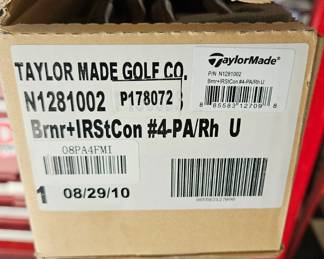 TAYLOR MADE GOLF CO.
TaylorMade®
P/N N1281002
Brnr+IRStCon #4-PA/Rh U
N1281002
P178072
8 85583 12709 8
Brnr+IRStCon #4-PA/Rh U
08PA4FMI
1 08/29/10